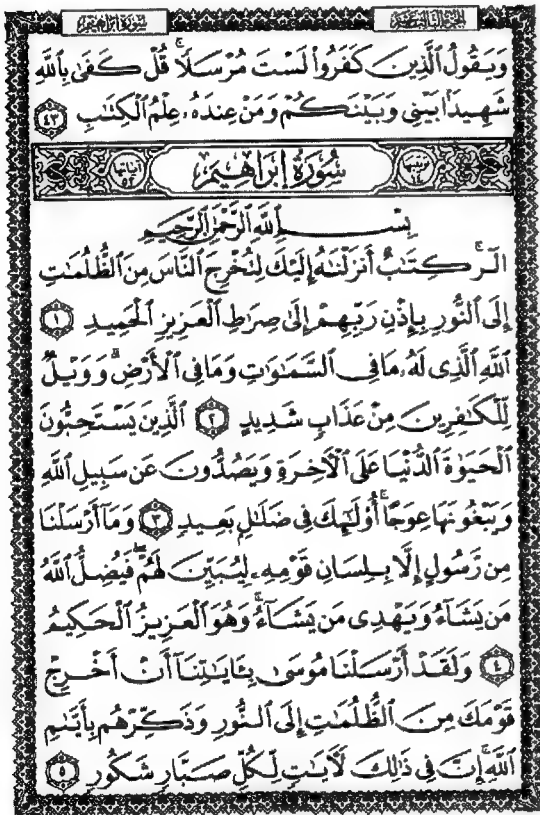 الجزء الثالث عشر
سورة ابراهيم
وَيَقُولُ ٱلَّذِينَ كَفَرُوا۟ لَسْتَ مُرْسَلًا ۚ قُلْ كَفَىٰ بِٱللَّهِ
شَهِيدًۢا بَيْنِى وَبَيْنَكُمْ وَمَنْ عِندَهُۥ عِلْمُ ٱلْكِتَٰبِ ٤٣
سُورَةُ إِبْرَاهِيم
بِسْمِ ٱللَّهِ ٱلرَّحْمَٰنِ ٱلرَّحِيمِ
الٓر ۚ كِتَٰبٌ أَنزَلْنَٰهُ إِلَيْكَ لِتُخْرِجَ ٱلنَّاسَ مِنَ ٱلظُّلُمَٰتِ
إِلَى ٱلنُّورِ بِإِذْنِ رَبِّهِمْ إِلَىٰ صِرَٰطِ ٱلْعَزِيزِ ٱلْحَمِيدِ ١
ٱللَّهِ ٱلَّذِى لَهُۥ مَا فِى ٱلسَّمَٰوَٰتِ وَمَا فِى ٱلْأَرْضِ ۗ وَوَيْلٌ
لِّلْكَٰفِرِينَ مِنْ عَذَابٍ شَدِيدٍ ٢ ٱلَّذِينَ يَسْتَحِبُّونَ
ٱلْحَيَوٰةَ ٱلدُّنْيَا عَلَى ٱلْءَاخِرَةِ وَيَصُدُّونَ عَن سَبِيلِ ٱللَّهِ
وَيَبْغُونَهَا عِوَجًا ۚ أُو۟لَٰٓئِكَ فِى ضَلَٰلٍۭ بَعِيدٍ ٣ وَمَآ أَرْسَلْنَا
مِن رَّسُولٍ إِلَّا بِلِسَانِ قَوْمِهِۦ لِيُبَيِّنَ لَهُمْ ۖ فَيُضِلُّ ٱللَّهُ
مَن يَشَآءُ وَيَهْدِى مَن يَشَآءُ ۚ وَهُوَ ٱلْعَزِيزُ ٱلْحَكِيمُ
٤ وَلَقَدْ أَرْسَلْنَا مُوسَىٰ بِـَٔايَٰتِنَآ أَنْ أَخْرِجْ
قَوْمَكَ مِنَ ٱلظُّلُمَٰتِ إِلَى ٱلنُّورِ وَذَكِّرْهُم بِأَيَّىٰمِ
ٱللَّهِ ۚ إِنَّ فِى ذَٰلِكَ لَءَايَٰتٍ لِّكُلِّ صَبَّارٍ شَكُورٍ ٥